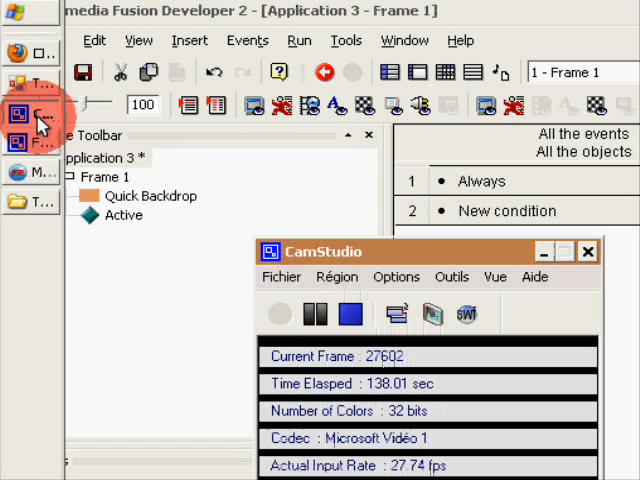 media Fusion Developer 2 - [Application 3 - Frame 1]
Edit View Insert Events Run Tools Window Help
1 - Frame 1
100
e Toolbar
pplication 3 *
Frame 1
Quick Backdrop
Active
All the events
All the objects
1 • Always
2 • New condition
...
T...
C...
F...
M...
T...
CamStudio
Fichier Région Options Outils Vue Aide
SWf
Current Frame : 27602
Time Elasped : 138.01 sec
Number of Colors : 32 bits
Codec : Microsoft Vidéo 1
Actual Input Rate : 27.74 fps